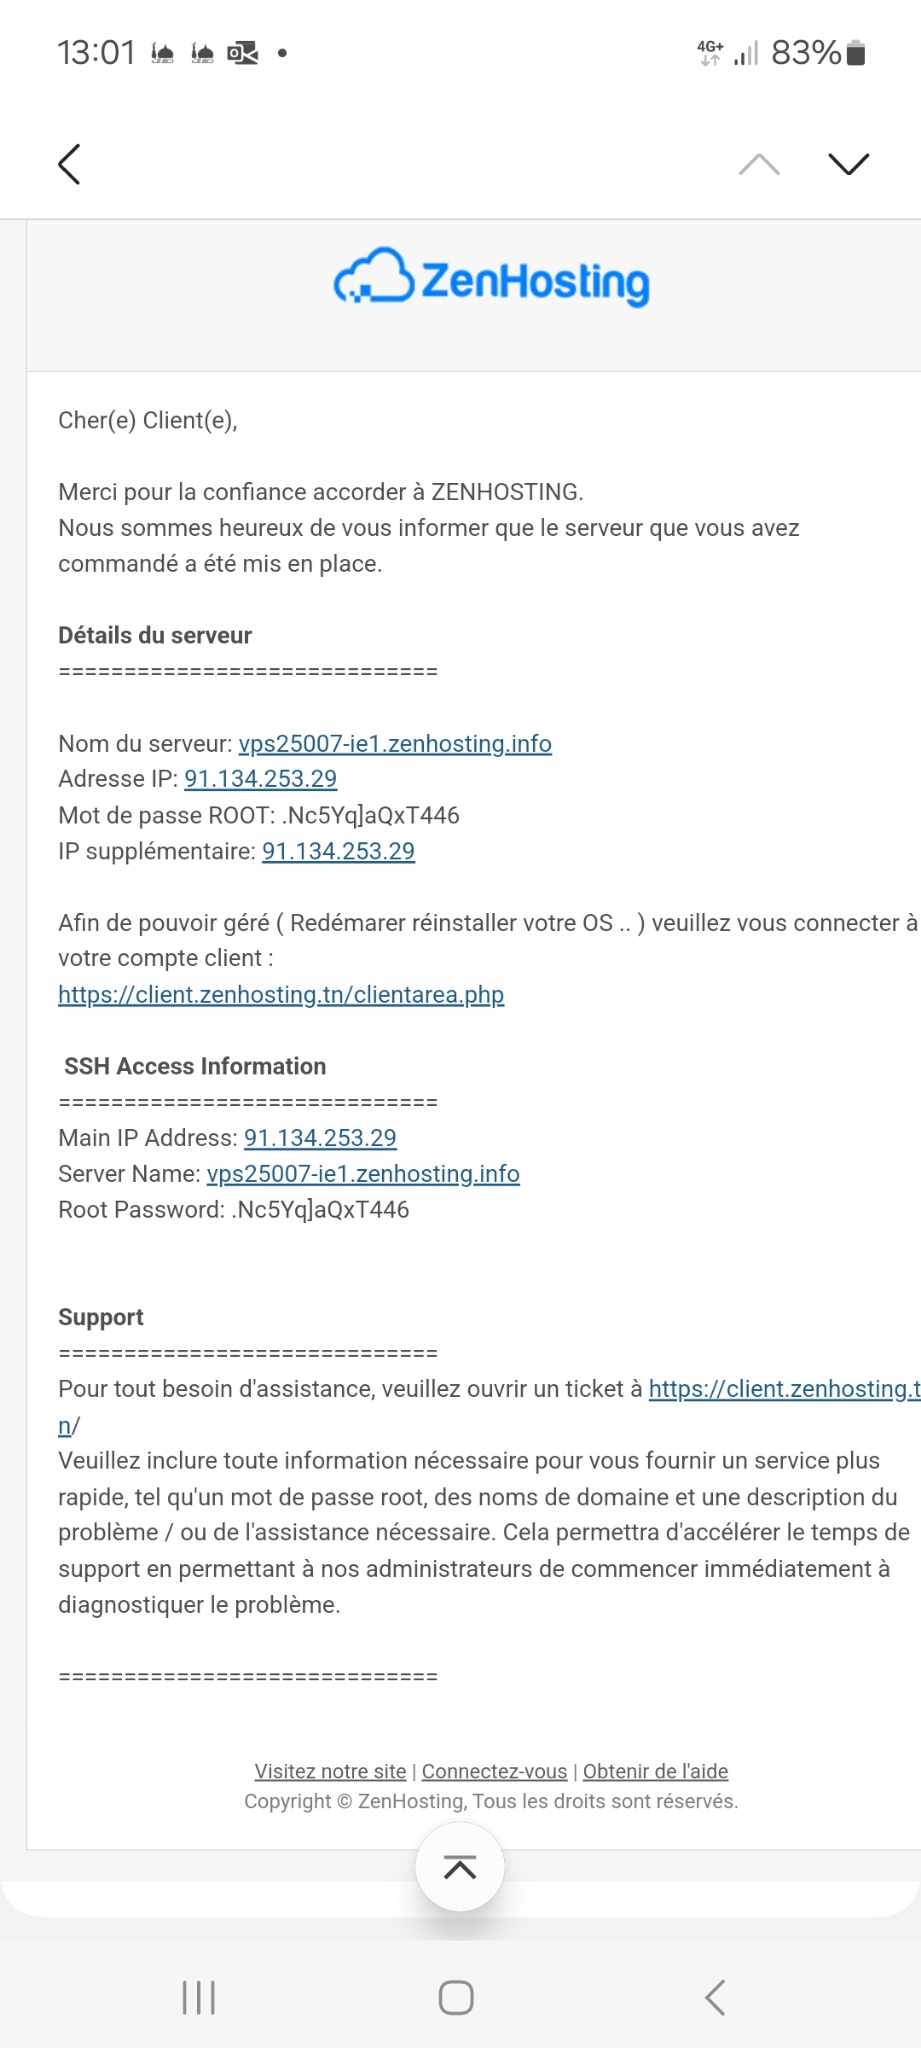 13:01
4G+
83%
ZenHosting
Cher(e) Client(e),
Merci pour la confiance accorder à ZENHOSTING.
Nous sommes heureux de vous informer que le serveur que vous avez
commandé a été mis en place.
Détails du serveur
=============================
Nom du serveur: vps25007-ie1.zenhosting.info
Adresse IP: 91.134.253.29
Mot de passe ROOT: .Nc5Yq]aQxT446
IP supplémentaire: 91.134.253.29
Afin de pouvoir géré ( Redémarer réinstaller votre OS .. ) veuillez vous connecter à
votre compte client :
https://client.zenhosting.tn/clientarea.php
SSH Access Information
=============================
Main IP Address: 91.134.253.29
Server Name: vps25007-ie1.zenhosting.info
Root Password: .Nc5Yq]aQxT446
Support
=============================
Pour tout besoin d'assistance, veuillez ouvrir un ticket à https://client.zenhosting.t
n/
Veuillez inclure toute information nécessaire pour vous fournir un service plus
rapide, tel qu'un mot de passe root, des noms de domaine et une description du
problème / ou de l'assistance nécessaire. Cela permettra d'accélérer le temps de
support en permettant à nos administrateurs de commencer immédiatement à
diagnostiquer le problème.
=============================
Visitez notre site | Connectez-vous | Obtenir de l'aide
Copyright © ZenHosting, Tous les droits sont réservés.